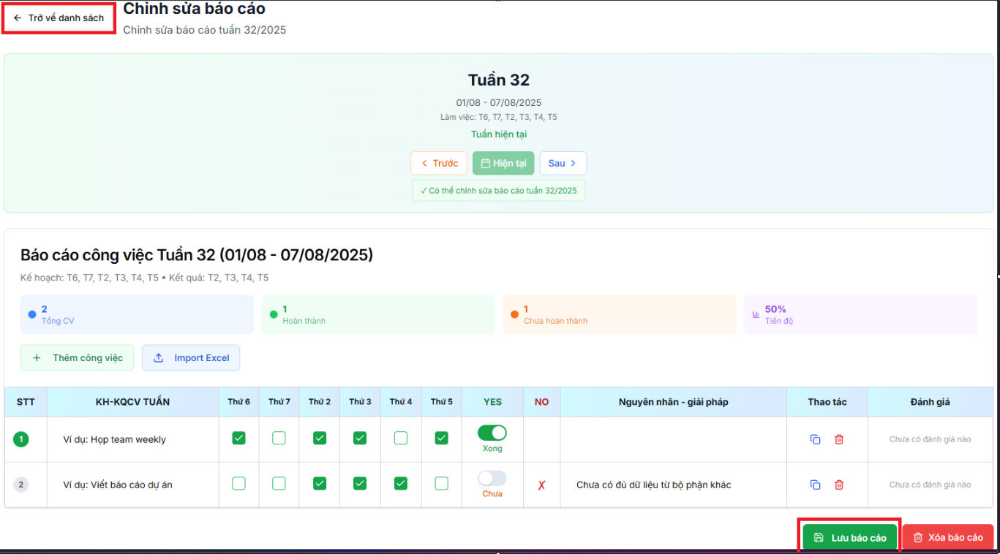 Trở về danh sách
Chỉnh sửa báo cáo
Chỉnh sửa báo cáo tuần 32/2025
Tuần 32
01/08 - 07/08/2025
Làm việc: T6, T7, T2, T3, T4, T5
Tuần hiện tại
Trước Hiện tại Sau
✓ Có thể chỉnh sửa báo cáo tuần 32/2025
Báo cáo công việc Tuần 32 (01/08 - 07/08/2025)
Kế hoạch: T6, T7, T2, T3, T4, T5 • Kết quả: T2, T3, T4, T5
2
Tổng CV
1
Hoàn thành
1
Chưa hoàn thành
50%
Tiến độ
+ Thêm công việc
Import Excel
STT KH-KQCV TUẦN Thứ 6 Thứ 7 Thứ 2 Thứ 3 Thứ 4 Thứ 5 YES NO Nguyên nhân - giải pháp Thao tác Đánh giá
1 Ví dụ: Họp team weekly Xong Chưa có đánh giá nào
2 Ví dụ: Viết báo cáo dự án Chưa ✗ Chưa có đủ dữ liệu từ bộ phận khác Chưa có đánh giá nào
Lưu báo cáo Xóa báo cáo